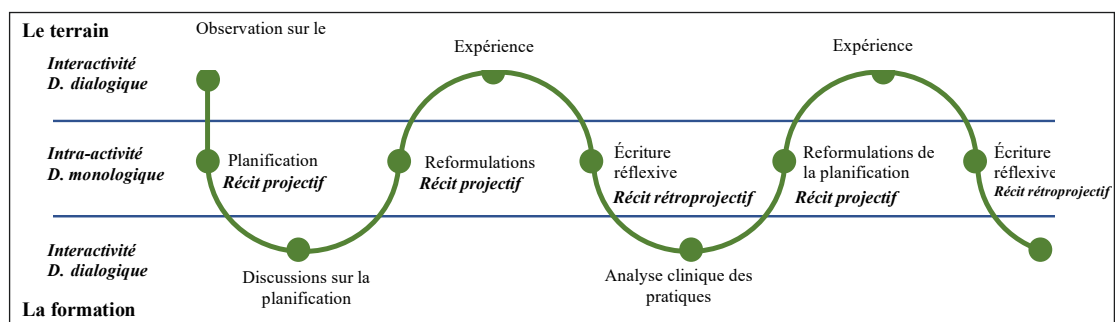 Le terrain
Observation sur le
Interactivité
D. dialogique
Expérience
Expérience
Intra-activité
D. monologique
Planification
Récit projectif
Reformulations
Récit projectif
Écriture
réflexive
Récit rétroprojectif
Reformulations de
la planification
Récit projectif
Écriture
réflexive
Récit rétroprojectif
Interactivité
D. dialogique
Discussions sur la
planification
Analyse clinique des
pratiques
La formation